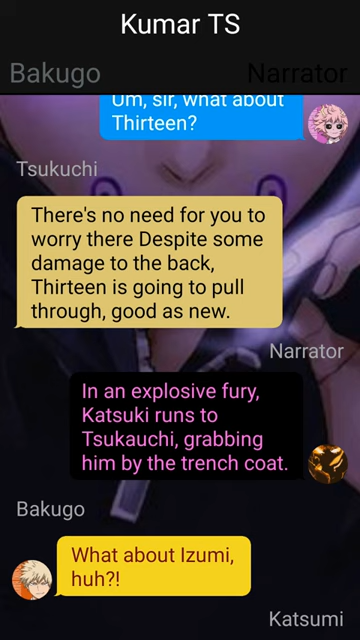 Kumar TS
Bakugo
Narrator
Um, sir, what about
Thirteen?
Tsukuchi
There's no need for you to
worry there Despite some
damage to the back,
Thirteen is going to pull
through, good as new.
Narrator
In an explosive fury,
Katsuki runs to
Tsukauchi, grabbing
him by the trench coat.
Bakugo
What about Izumi,
huh?!
Katsumi